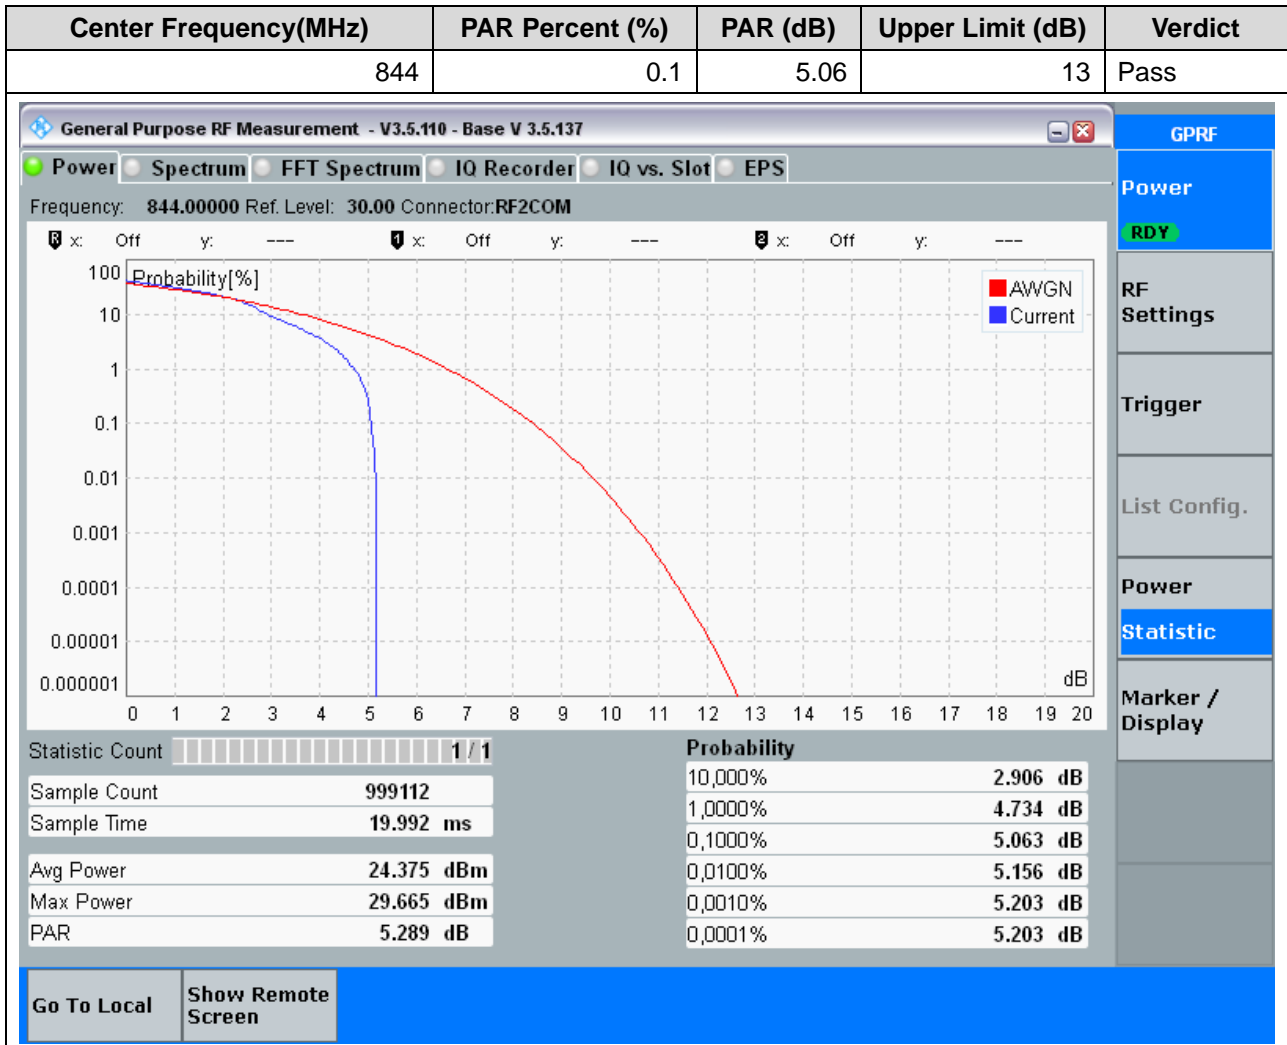 Center Frequency(MHz) PAR Percent (%) PAR (dB) Upper Limit (dB) Verdict
844 0.1 5.06 13 Pass
General Purpose RF Measurement - V3.5.110 - Base V 3.5.137
GPRF
Power Spectrum FFT Spectrum IQ Recorder IQ vs. Slot EPS
Power
RDY
Frequency: 844.00000 Ref. Level: 30.00 Connector:RF2COM
R x: Off y: --- 1 x: Off y: --- 2 x: Off y: ---
Probability[%]
AWGN
Current
100
10
1
0.1
0.01
0.001
0.0001
0.00001
0.000001
dB
0 1 2 3 4 5 6 7 8 9 10 11 12 13 14 15 16 17 18 19 20
RF
Settings
Trigger
List Config.
Power
Statistic
Marker /
Display
Statistic Count 1 / 1
Sample Count 999112
Sample Time 19.992 ms
Avg Power 24.375 dBm
Max Power 29.665 dBm
PAR 5.289 dB
Probability
10,000% 2.906 dB
1,0000% 4.734 dB
0,1000% 5.063 dB
0,0100% 5.156 dB
0,0010% 5.203 dB
0,0001% 5.203 dB
Go To Local
Show Remote
Screen